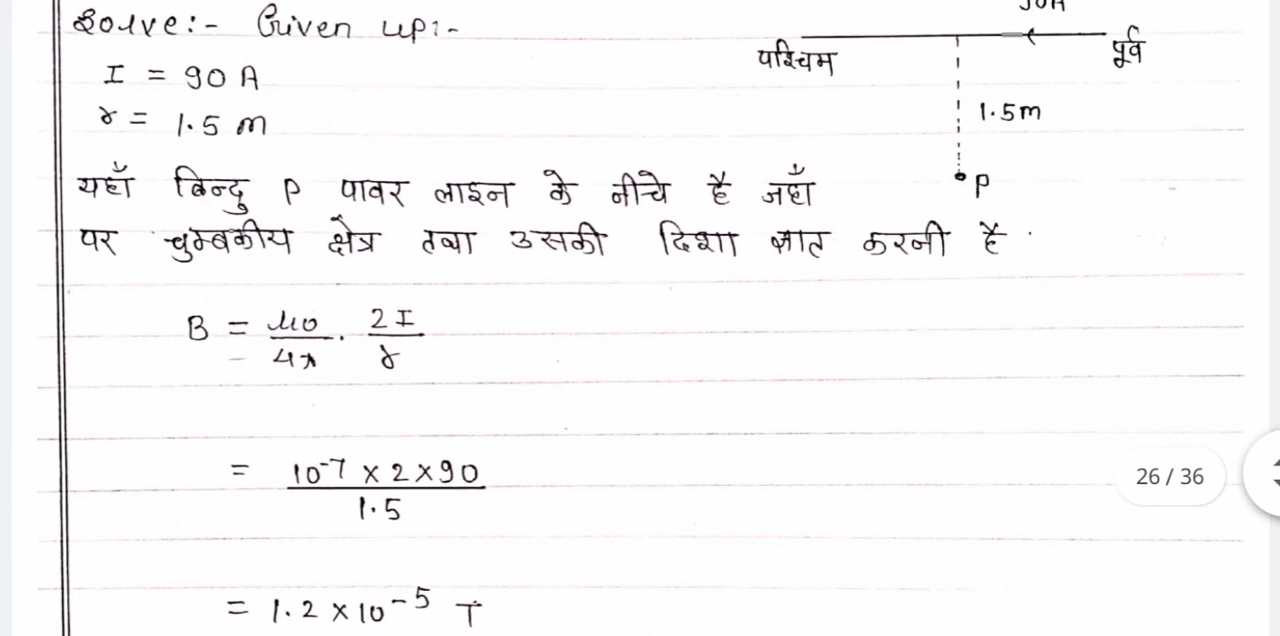 Solve:- Given up:-
पश्चिम
पूर्व
I = 90 A
r = 1.5 m
1.5m
यहाँ बिन्दु P पावर लाइन के नीचे है जहाँ
P
पर चुम्बकीय क्षेत्र तथा उसकी दिशा ज्ञात करनी है.
B = μ0/4π . 2I/r
= 10⁻⁷ × 2 × 90 / 1.5
26 / 36
= 1.2 × 10⁻⁵ T